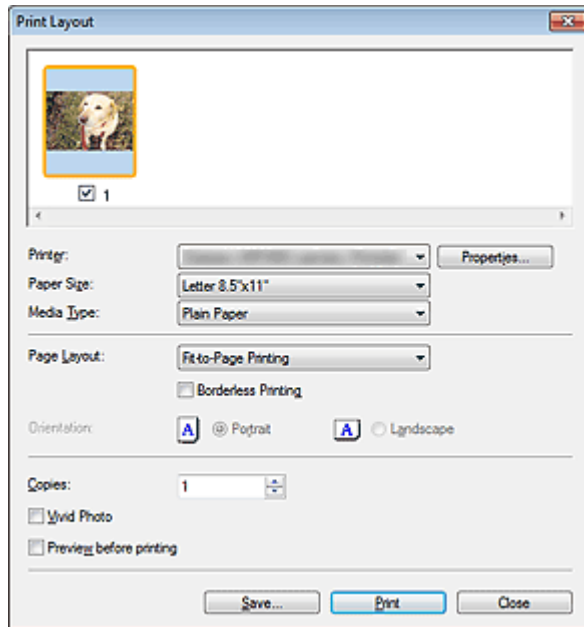 Print Layout
1
Printer: Properties...
Paper Size: Letter 8.5"x11"
Media Type: Plain Paper
Page Layout: Fit-to-Page Printing
Borderless Printing
Orientation: A Portrait A Landscape
Copies: 1
Vivid Photo
Preview before printing
Save... Print Close